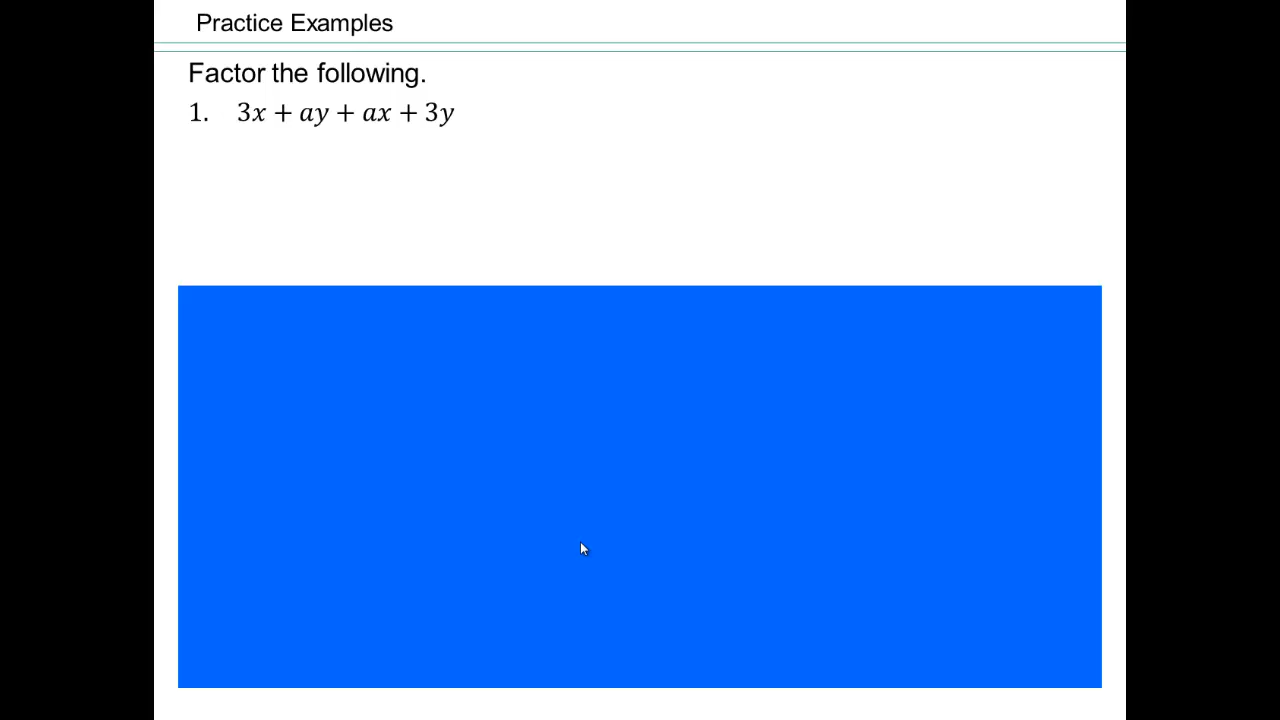 Practice Examples
Factor the following.
1. 3x + ay + ax + 3y